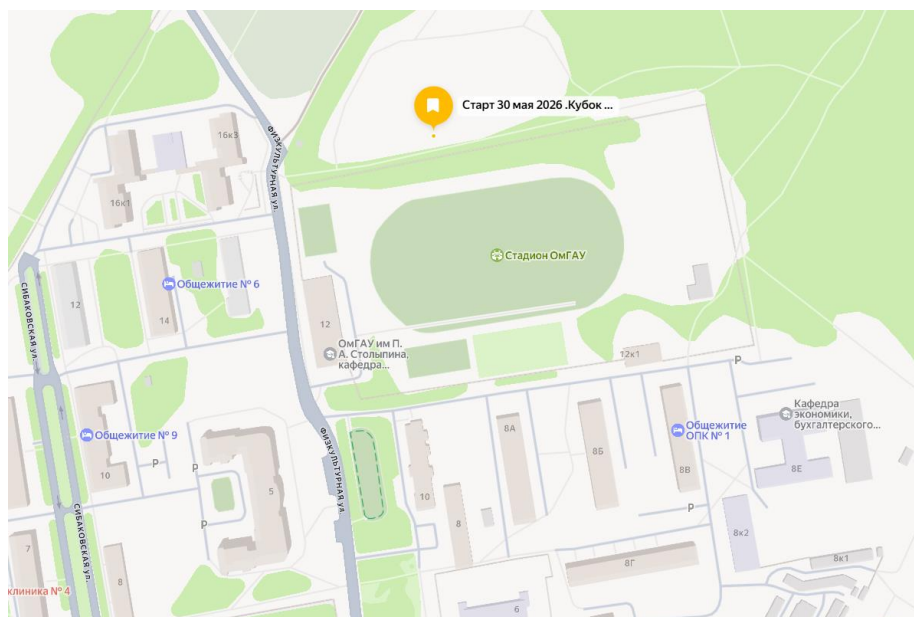 Старт 30 мая 2026 .Кубок ...
ФИЗКУЛЬТУРНАЯ ул.
16к3
16к1
Стадион ОмГАУ
СИБАКОВСКАЯ ул.
Общежитие № 6
12
14
12
ОмГАУ им П.
А. Столыпина,
кафедра...
12к1
P
Кафедра
экономики,
бухгалтерского...
Общежитие № 9
10
P
P
P
5
ФИЗКУЛЬТУРНАЯ ул.
10
8А
8Б
Общежитие
ОПК № 1
8В
8Е
P
8
8к2
СИБАКОВСКАЯ ул.
7
8
клиника № 4
8Г
8к1
6